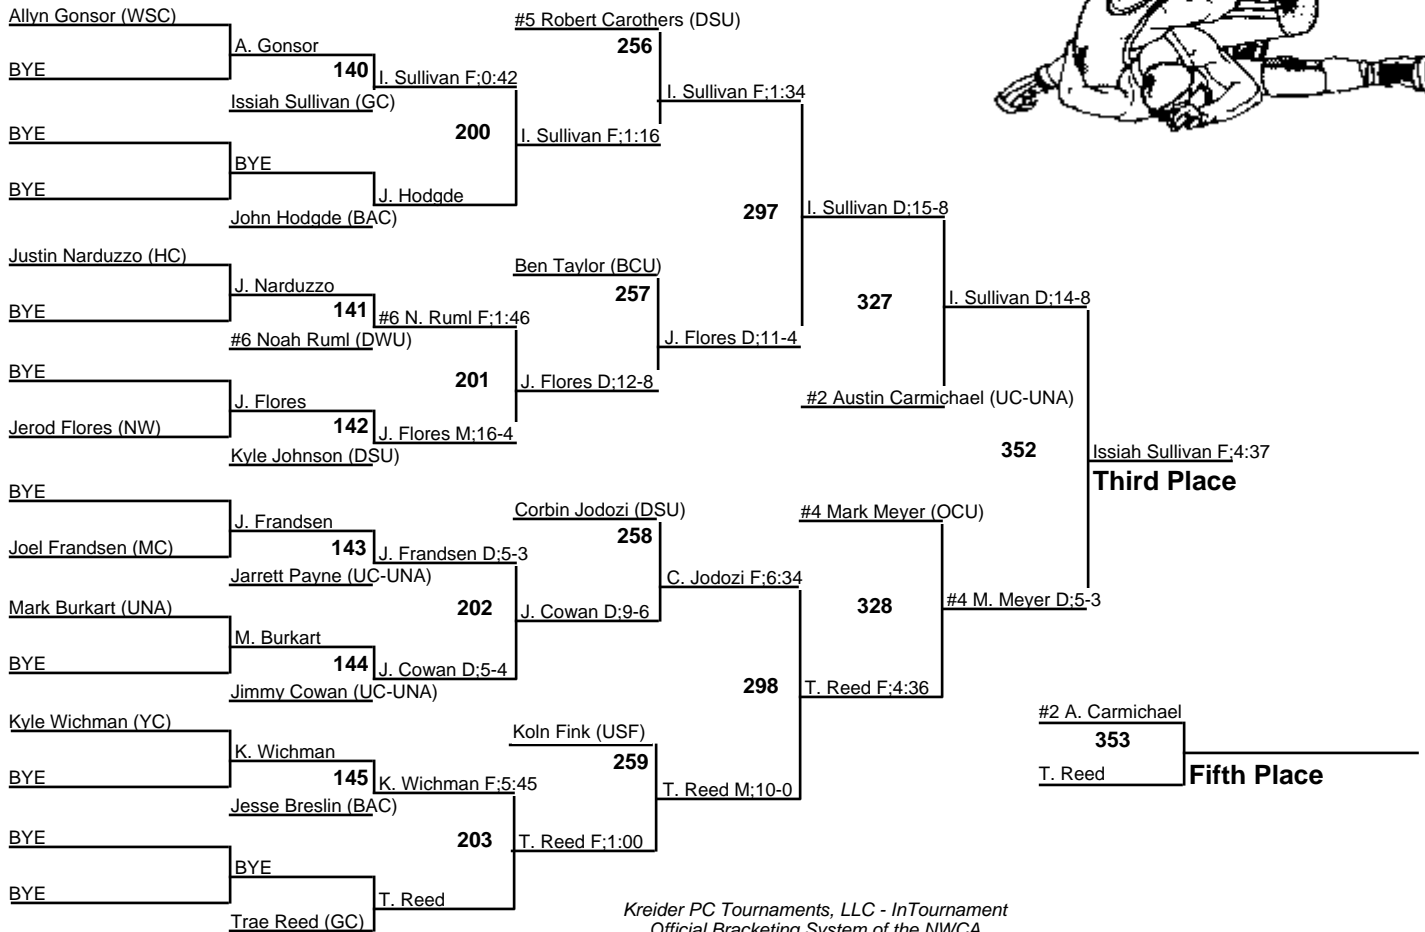 Allyn Gonsor (WSC)
#5 Robert Carothers (DSU)
A. Gonsor
256
BYE
140
I. Sullivan F;0:42
I. Sullivan F;1:34
Issiah Sullivan (GC)
200
BYE
I. Sullivan F;1:16
BYE
BYE
J. Hodgde
297
I. Sullivan D;15-8
John Hodgde (BAC)
Justin Narduzzo (HC)
Ben Taylor (BCU)
J. Narduzzo
257
327
I. Sullivan D;14-8
BYE
141
#6 N. Ruml F;1:46
#6 Noah Ruml (DWU)
J. Flores D;11-4
BYE
201
J. Flores D;12-8
J. Flores
#2 Austin Carmichael (UC-UNA)
Jerod Flores (NW)
142
J. Flores M;16-4
Kyle Johnson (DSU)
352
Issiah Sullivan F;4:37
Third Place
BYE
Corbin Jodozi (DSU)
#4 Mark Meyer (OCU)
J. Frandsen
258
Joel Frandsen (MC)
143
J. Frandsen D;5-3
Jarrett Payne (UC-UNA)
C. Jodozi F;6:34
Mark Burkart (UNA)
202
J. Cowan D;9-6
328
#4 M. Meyer D;5-3
M. Burkart
BYE
144
J. Cowan D;5-4
Jimmy Cowan (UC-UNA)
298
T. Reed F;4:36
Kyle Wichman (YC)
Koln Fink (USF)
#2 A. Carmichael
K. Wichman
259
353
BYE
145
K. Wichman F;5:45
T. Reed M;10-0
T. Reed
Fifth Place
Jesse Breslin (BAC)
BYE
203
T. Reed F;1:00
BYE
BYE
T. Reed
Trae Reed (GC)
Kreider PC Tournaments, LLC - InTournament
Official Bracketing System of the NWCA